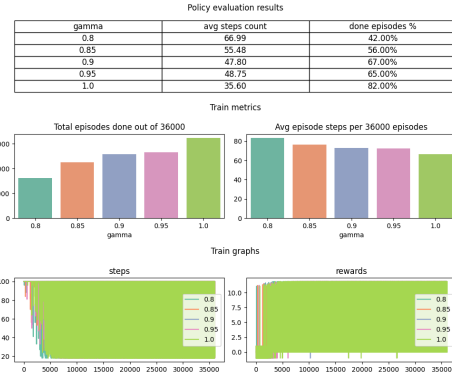 Policy evaluation results
gamma avg steps count done episodes %
0.8 66.99 42.00%
0.85 55.48 56.00%
0.9 47.80 67.00%
0.95 48.75 65.00%
1.0 35.60 82.00%
Train metrics
Total episodes done out of 36000 Avg episode steps per 36000 episodes
80
60
40
20
0 0
0.8 0.85 0.9 0.95 1.0 0.8 0.85 0.9 0.95 1.0
gamma gamma
Train graphs
steps rewards
80
60
40
20
10.0
7.5
5.0
2.5
0.0
0.8
0.85
0.9
0.95
1.0
0.8
0.85
0.9
0.95
1.0
0 5000 10000 15000 20000 25000 30000 35000 0 5000 10000 15000 20000 25000 30000 35000